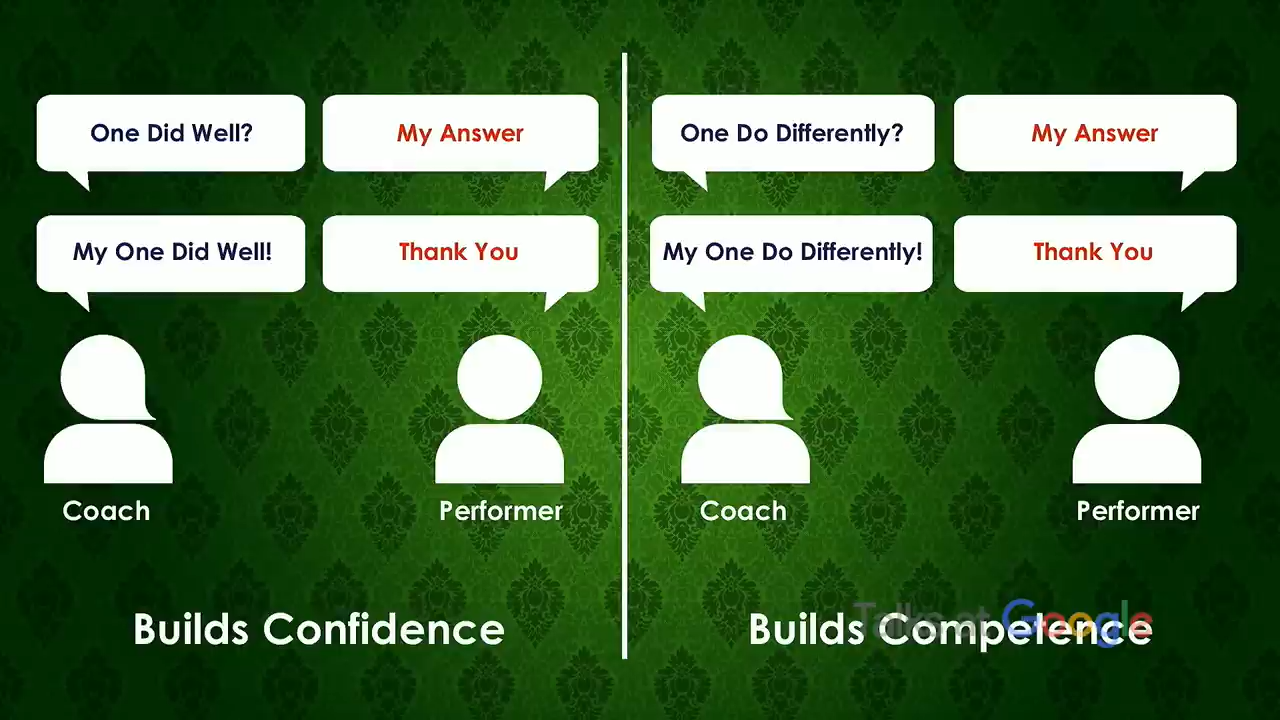 One Did Well?
My Answer
My One Did Well!
Thank You
Coach
Performer
Builds Confidence
One Do Differently?
My Answer
My One Do Differently!
Thank You
Coach
Performer
Builds Competence
Talks at Google